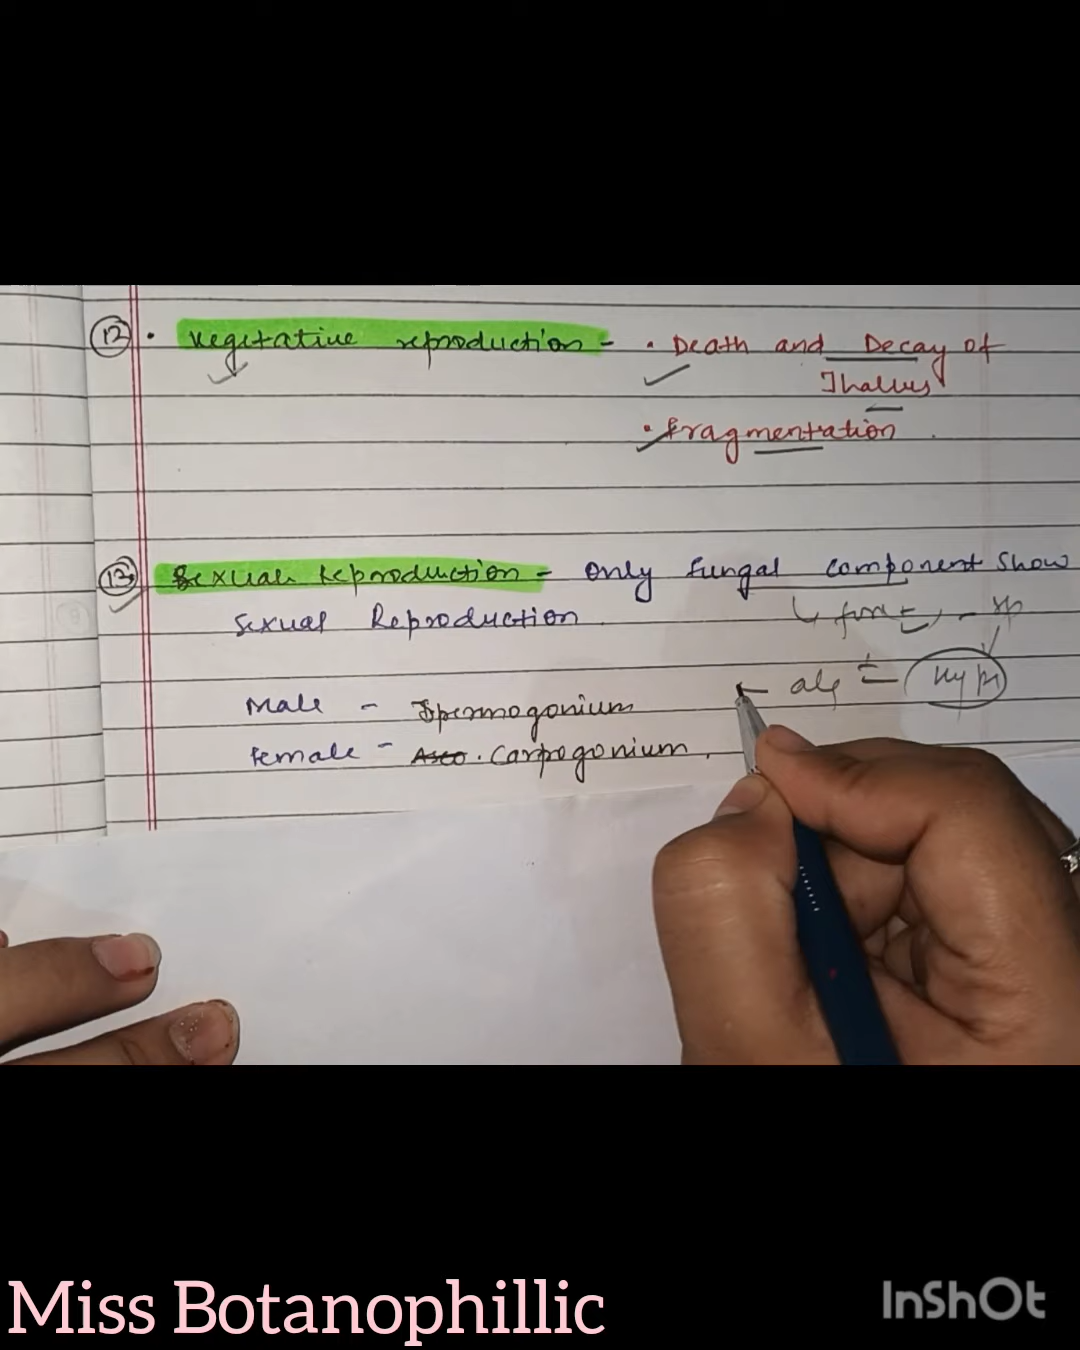 12 • Vegetative reproduction - • Death and Decay of
Thallus
• fragmentation .
13. Sexual Reproduction - Only fungal component Show
Sexual Reproduction .
Male - Spermogonium
female - Asco . Carpogonium .
Miss Botanophillic
InShOt